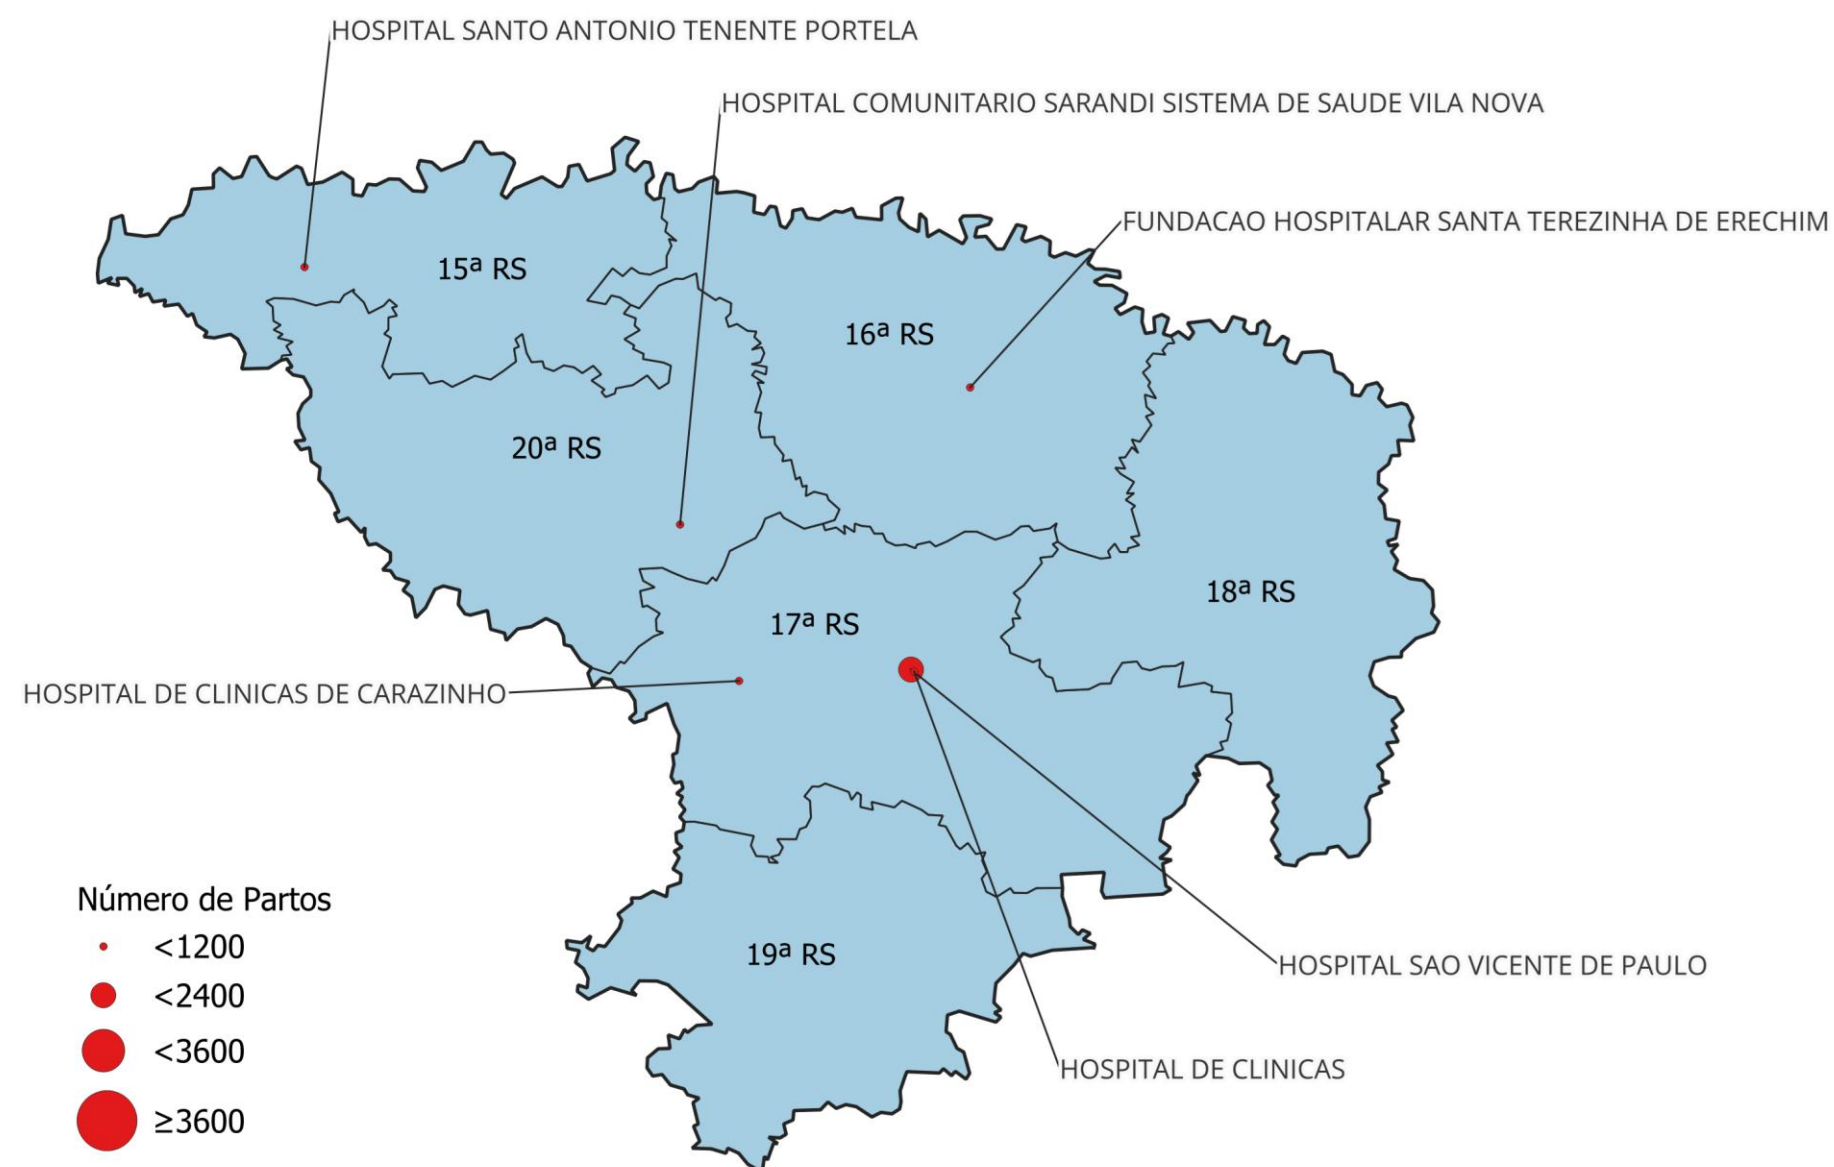 HOSPITAL SANTO ANTONIO TENENTE PORTELA
HOSPITAL COMUNITARIO SARANDI SISTEMA DE SAUDE VILA NOVA
FUNDACAO HOSPITALAR SANTA TEREZINHA DE ERECHIM
15ª RS
16ª RS
20ª RS
18ª RS
17ª RS
HOSPITAL DE CLINICAS DE CARAZINHO
19ª RS
HOSPITAL SAO VICENTE DE PAULO
HOSPITAL DE CLINICAS
Número de Partos
<1200
<2400
<3600
≥3600